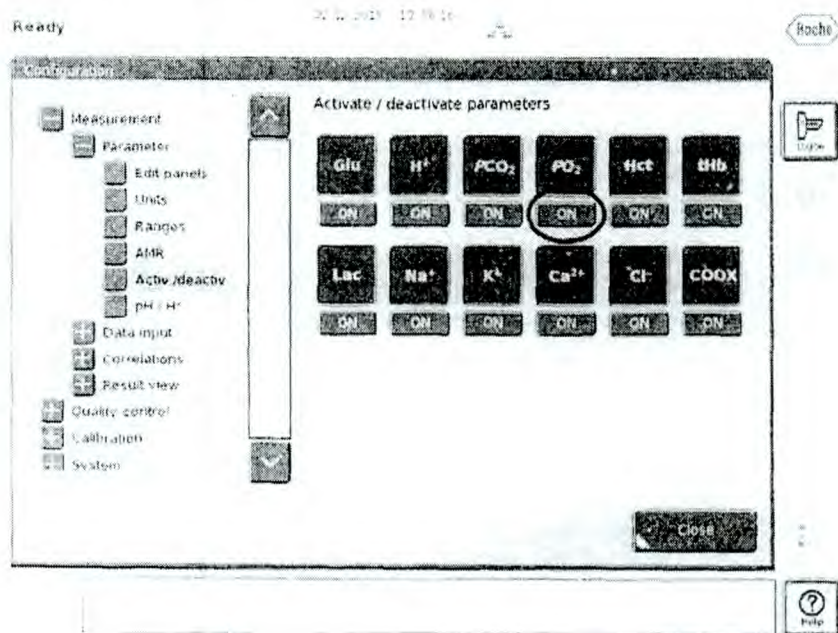 Ready
Roche
Configuration
Activate / deactivate parameters
Measurement
Parameter
Edit panels
Units
Ranges
AMR
Activ./deactiv
pH / H⁺
Data input
Correlations
Result view
Quality control
Calibration
System
Glu H⁺ PCO₂ PO₂ Hct tHb
ON ON ON ON ON ON
Lac Na⁺ K⁺ Ca²⁺ Cl⁻ COOX
ON ON ON ON ON ON
Close
Help